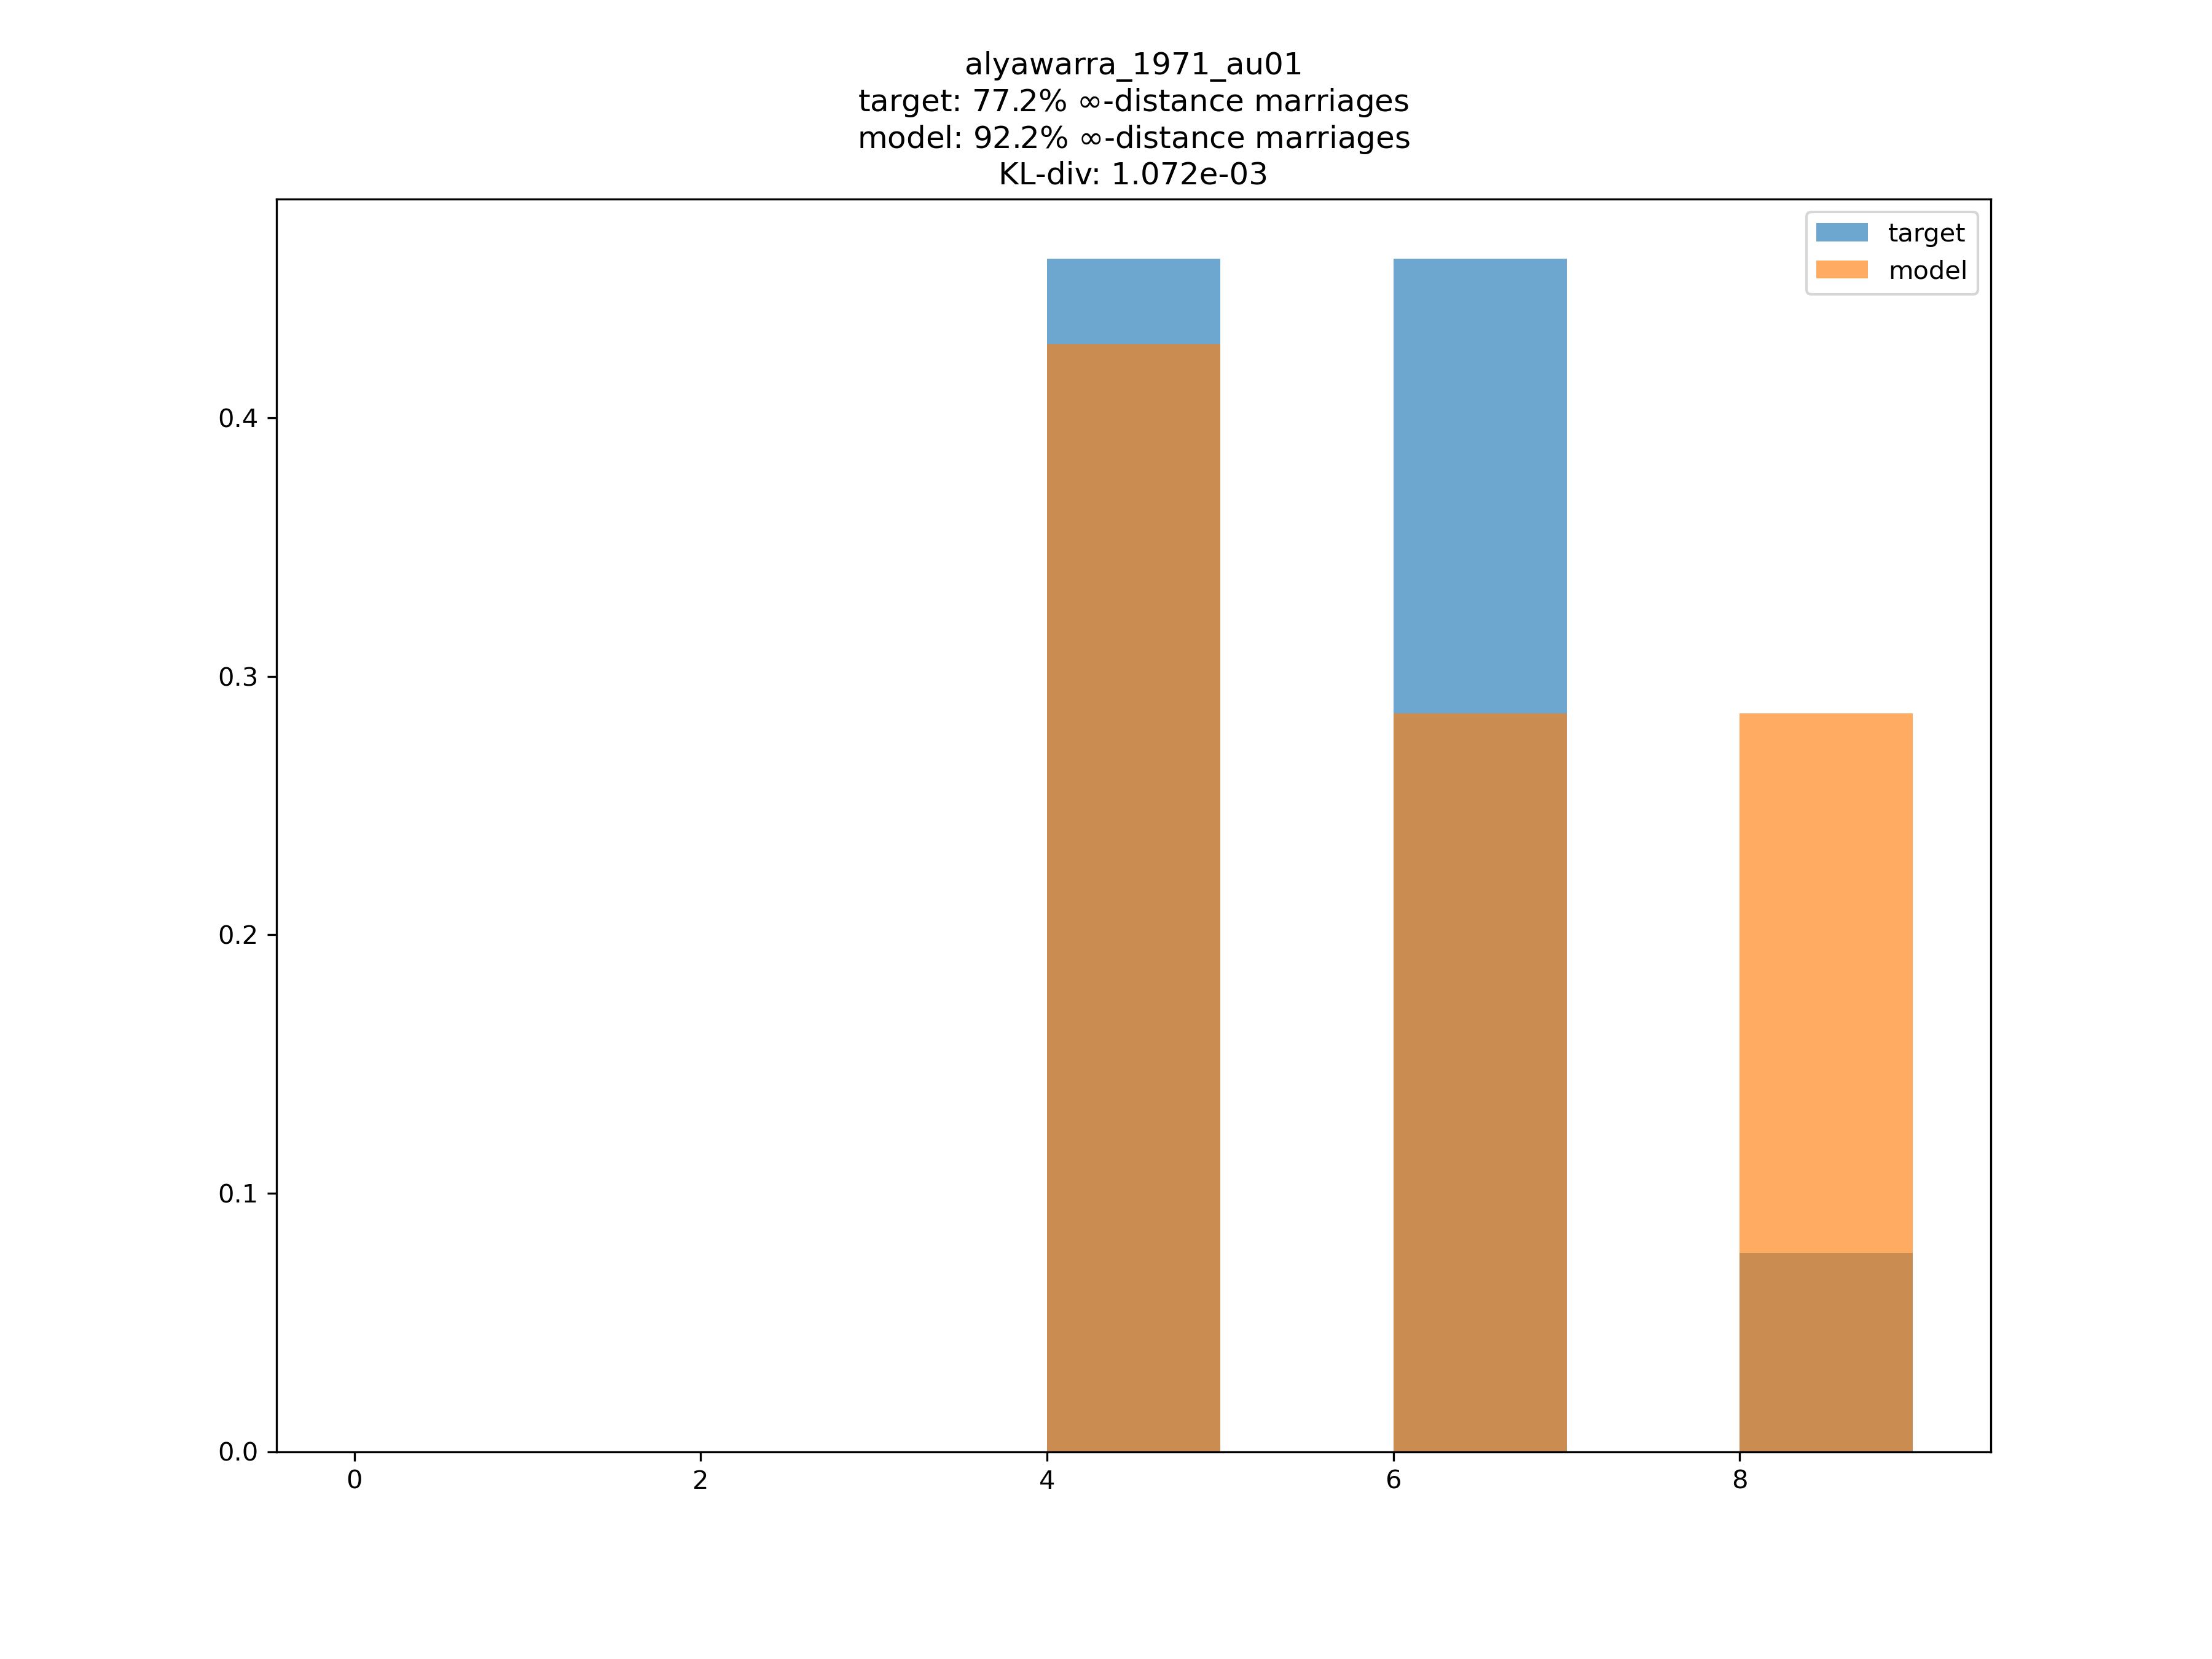 alyawarra_1971_au01
target: 77.2% ∞-distance marriages
model: 92.2% ∞-distance marriages
KL-div: 1.072e-03
target
model
0.4
0.3
0.2
0.1
0.0
0 2 4 6 8